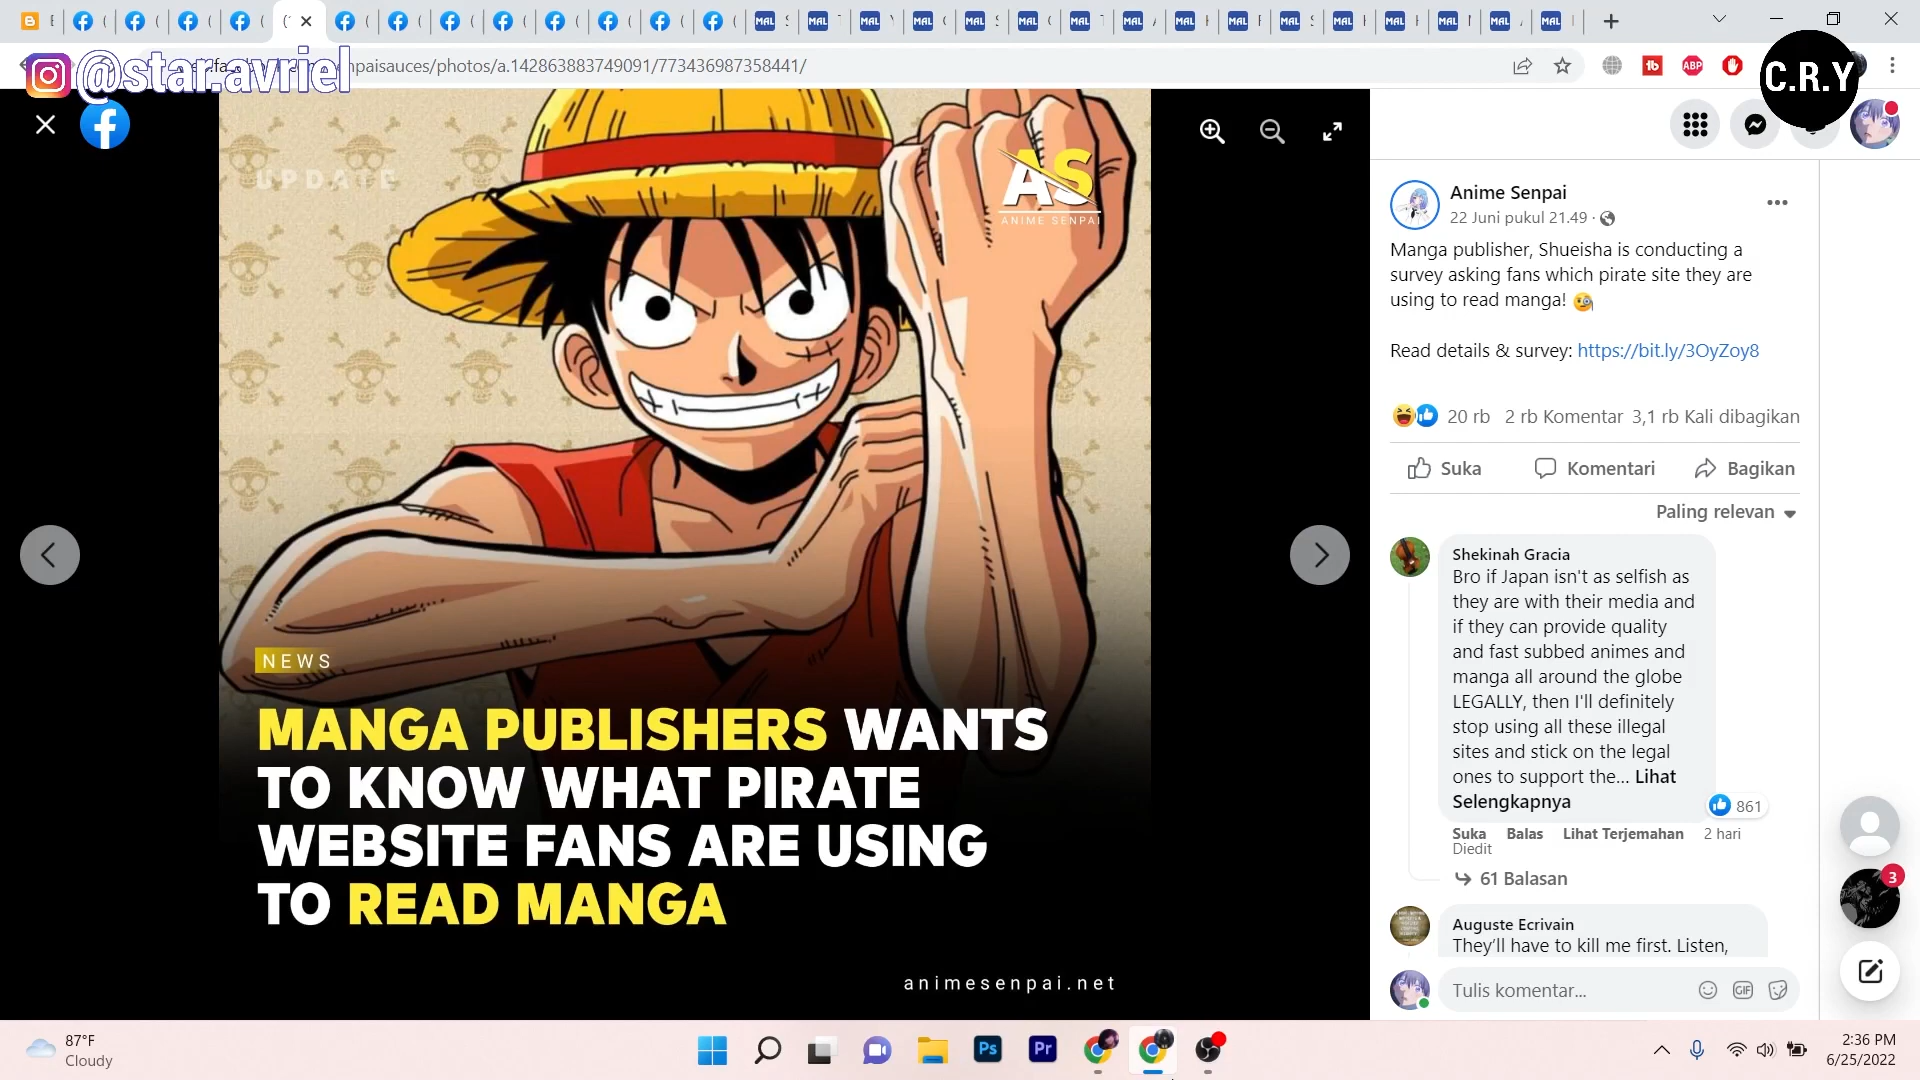 @star.avriel
npaisauces/photos/a.142863883749091/773436987358441/
C.R.Y
UPDATE
AS
ANIME SENPAI
NEWS
MANGA PUBLISHERS WANTS
TO KNOW WHAT PIRATE
WEBSITE FANS ARE USING
TO READ MANGA
animesenpai.net
Anime Senpai
22 Juni pukul 21.49 ·
Manga publisher, Shueisha is conducting a
survey asking fans which pirate site they are
using to read manga! 🧐
Read details & survey: https://bit.ly/3OyZoy8
20 rb 2 rb Komentar 3,1 rb Kali dibagikan
Suka Komentari Bagikan
Paling relevan
Shekinah Gracia
Bro if Japan isn't as selfish as
they are with their media and
if they can provide quality
and fast subbed animes and
manga all around the globe
LEGALLY, then I'll definitely
stop using all these illegal
sites and stick on the legal
ones to support the... Lihat
Selengkapnya
861
Suka Balas Lihat Terjemahan 2 hari
Diedit
61 Balasan
Auguste Ecrivain
They'll have to kill me first. Listen,
Tulis komentar...
GIF
3
87°F
Cloudy
Ps
Pr
2:36 PM
6/25/2022